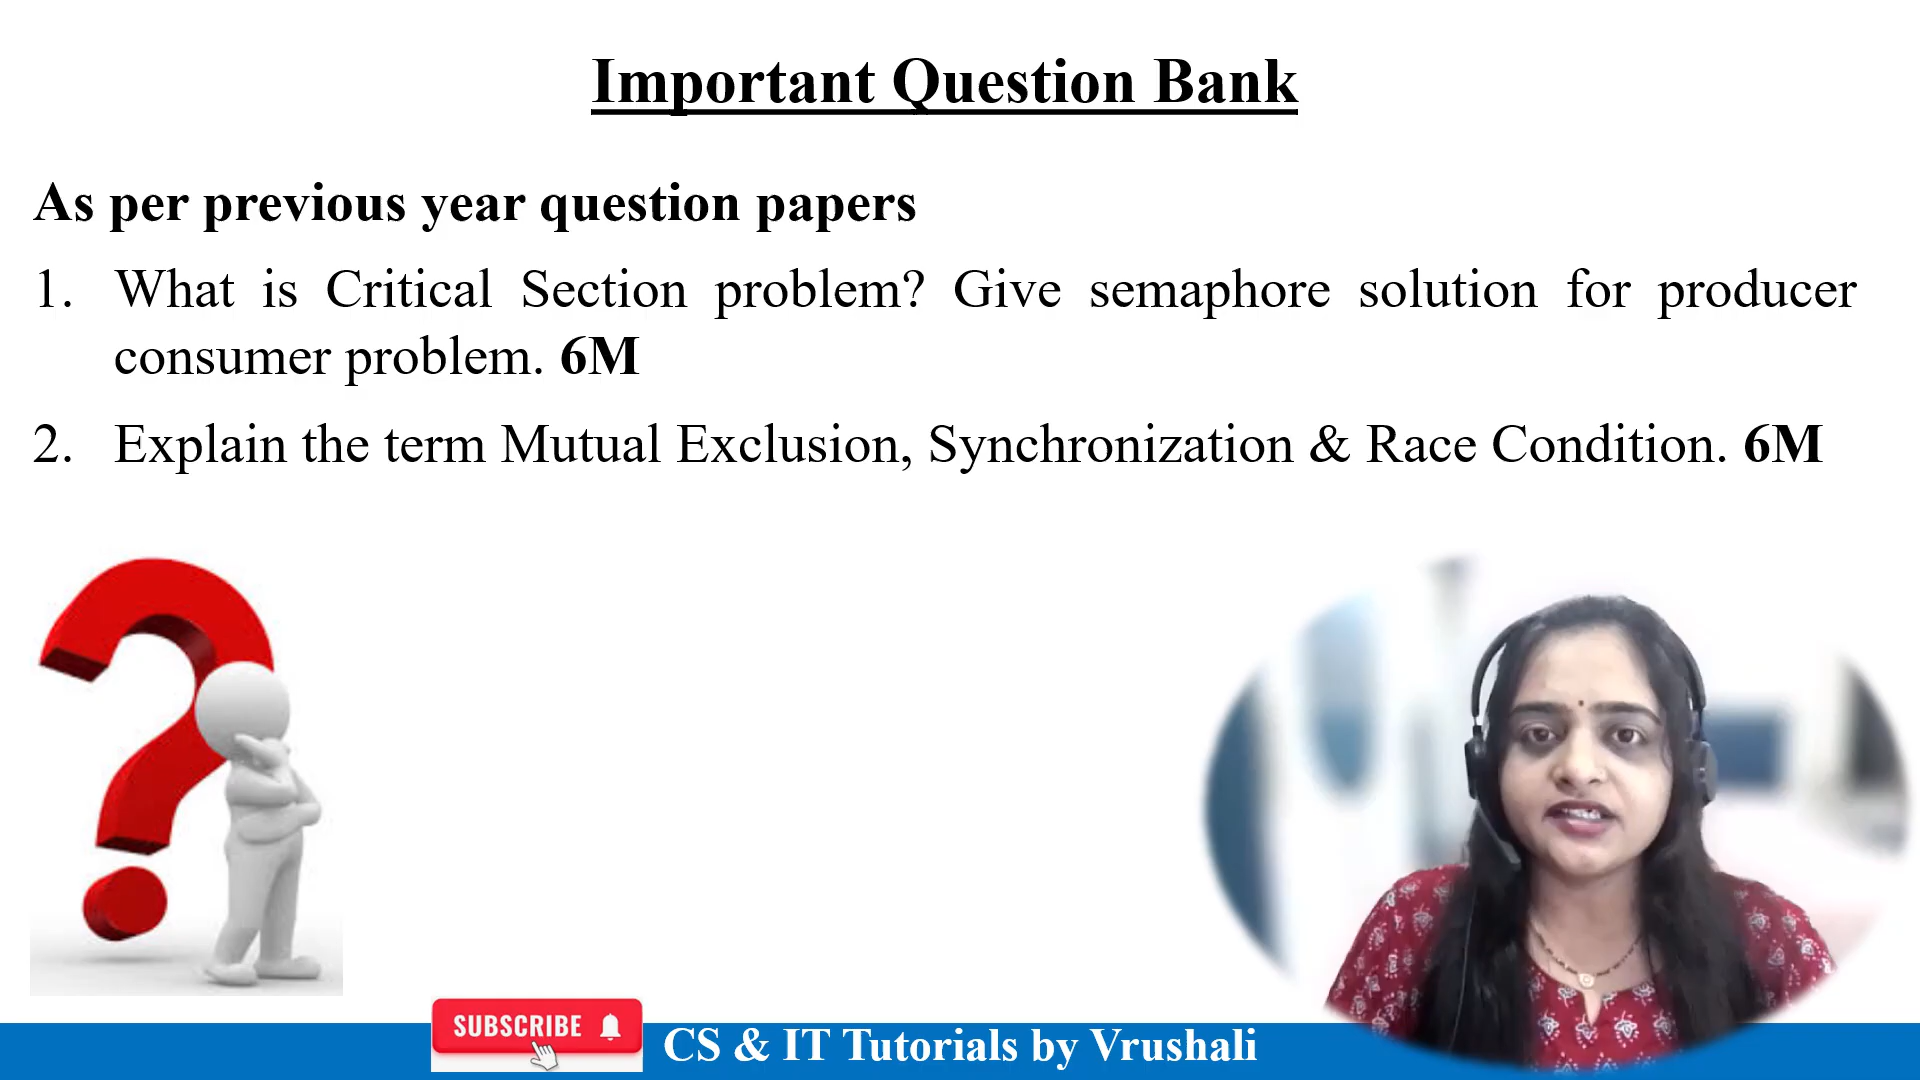 Important Question Bank
As per previous year question papers
1. What is Critical Section problem? Give semaphore solution for producer
consumer problem. 6M
2. Explain the term Mutual Exclusion, Synchronization & Race Condition. 6M
SUBSCRIBE
CS & IT Tutorials by Vrushali